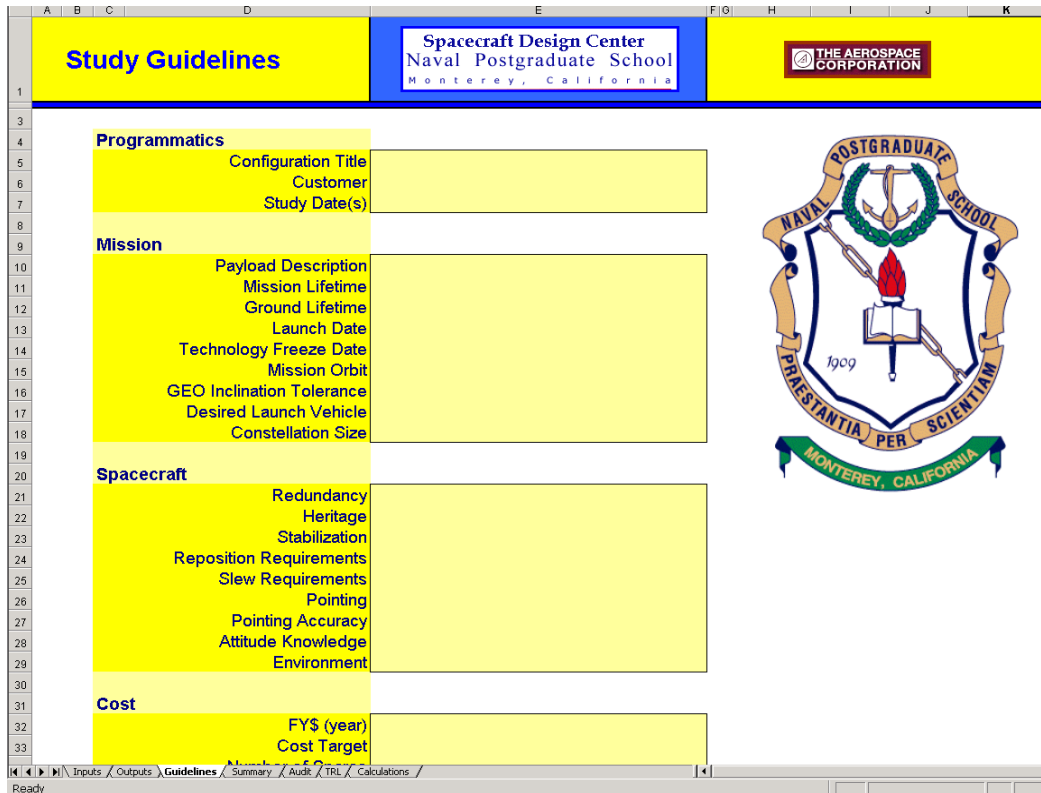 A B C D E F G H I J K
1
Study Guidelines
Spacecraft Design Center
Naval Postgraduate School
Monterey, California
THE AEROSPACE
CORPORATION
3
4 Programmatics
5 Configuration Title
6 Customer
7 Study Date(s)
8
9 Mission
10 Payload Description
11 Mission Lifetime
12 Ground Lifetime
13 Launch Date
14 Technology Freeze Date
15 Mission Orbit
16 GEO Inclination Tolerance
17 Desired Launch Vehicle
18 Constellation Size
19
20 Spacecraft
21 Redundancy
22 Heritage
23 Stabilization
24 Reposition Requirements
25 Slew Requirements
26 Pointing
27 Pointing Accuracy
28 Attitude Knowledge
29 Environment
30
31 Cost
32 FY$ (year)
33 Cost Target
Number of Spares
NAVAL POSTGRADUATE SCHOOL
1909
PRAESTANTIA PER SCIENTIAM
MONTEREY, CALIFORNIA
Inputs / Outputs / Guidelines / Summary / Audit / TRL / Calculations /
Ready